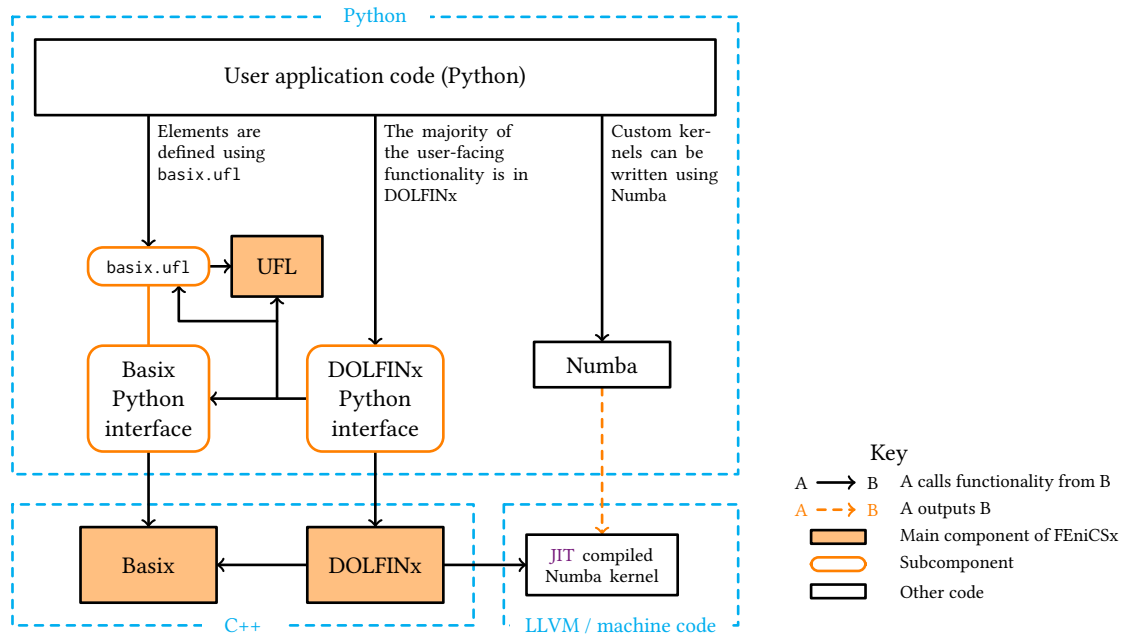 Python
User application code (Python)
Elements are
defined using
basix.ufl
The majority of
the user-facing
functionality is in
DOLFINx
Custom ker-
nels can be
written using
Numba
basix.ufl
UFL
Basix
Python
interface
DOLFINx
Python
interface
Numba
Basix
DOLFINx
JIT compiled
Numba kernel
C++
LLVM / machine code
Key
A B A calls functionality from B
A B A outputs B
Main component of FEniCSx
Subcomponent
Other code